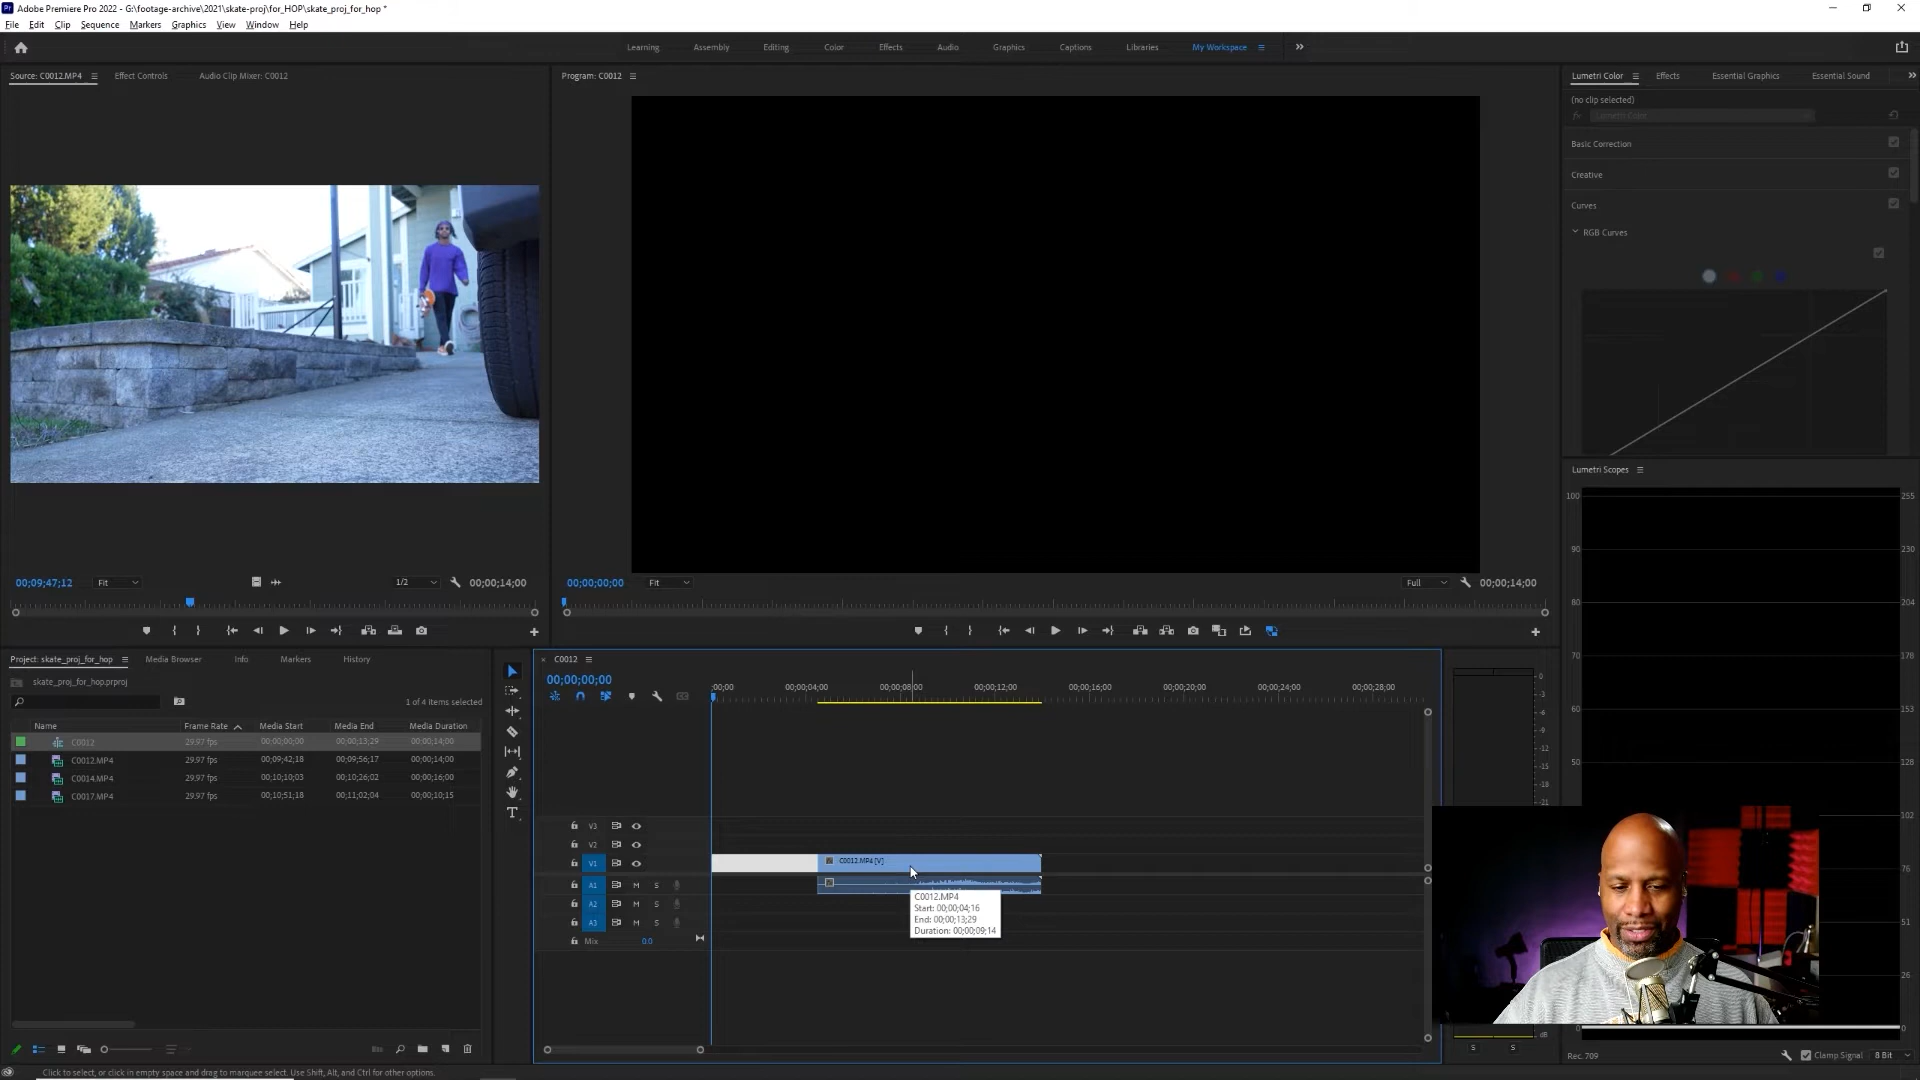 Adobe Premiere Pro 2022 - G:\footage-archive\2021\skate-proj\for_HOP\skate_proj_for_hop *
File Edit Clip Sequence Markers Graphics View Window Help
Learning Assembly Editing Color Effects Audio Graphics Captions Libraries My Workspace
Source: C0012.MP4 Effect Controls Audio Clip Mixer: C0012
Program: C0012
Lumetri Color Effects Essential Graphics Essential Sound
(no clip selected)
fx Lumetri Color
Basic Correction
Creative
Curves
RGB Curves
Lumetri Scopes
100 255
90 230
80 204
70 178
60 153
50 128
102
77
51
26
0
00;09;47;12 Fit 1/2 00;00;14;00
00;00;00;00 Fit Full 00;00;14;00
Project: skate_proj_for_hop Media Browser Info Markers History
skate_proj_for_hop.prproj
1 of 4 items selected
Name Frame Rate Media Start Media End Media Duration
C0012 29.97 fps 00;00;00;00 00;00;13;29 00;00;14;00
C0012.MP4 29.97 fps 00;09;42;18 00;09;56;17 00;00;14;00
C0014.MP4 29.97 fps 00;10;10;03 00;10;26;02 00;00;16;00
C0017.MP4 29.97 fps 00;10;51;18 00;11;02;04 00;00;10;15
C0012
00;00;00;00
;00;00 00;00;04;00 00;00;08;00 00;00;12;00 00;00;16;00 00;00;20;00 00;00;24;00 00;00;28;00
V3
V2
V1
C0012.MP4 [V]
A1 M S
A2 M S
A3 M S
Mix 0.0
C0012.MP4
Start: 00;00;04;16
End: 00;00;13;29
Duration: 00;00;09;14
0
-3
-6
-9
-12
-15
-18
-21
dB
S S
Rec. 709 Clamp Signal 8 Bit
Click to select, or click in empty space and drag to marquee select. Use Shift, Alt, and Ctrl for other options.